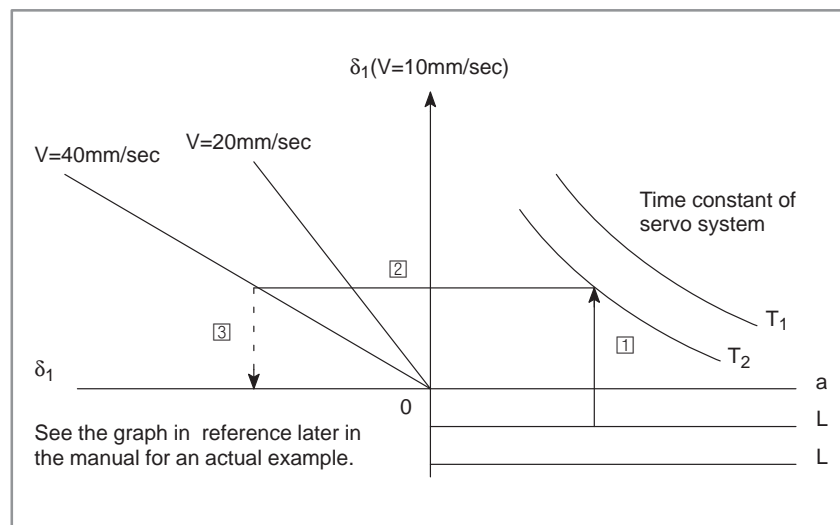 δ1(V=10mm/sec)
V=20mm/sec
V=40mm/sec
Time constant of
servo system
2
3
1
T1
T2
δ1
a
0
L
See the graph in reference later in
the manual for an actual example.
L